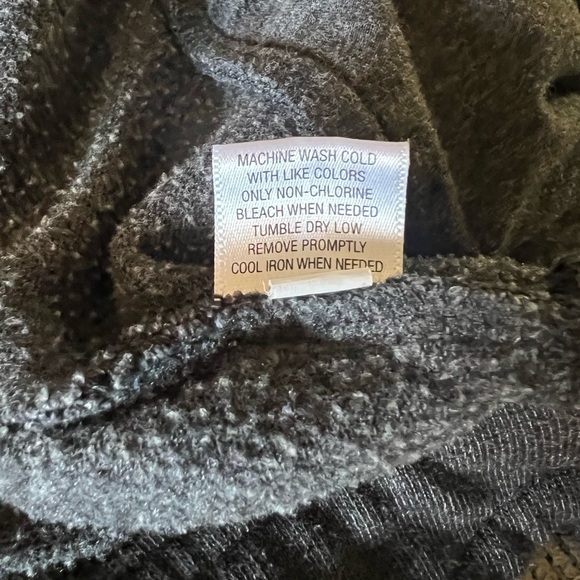 MACHINE WASH COLD
WITH LIKE COLORS
ONLY NON-CHLORINE
BLEACH WHEN NEEDED
TUMBLE DRY LOW
REMOVE PROMPTLY
COOL IRON WHEN NEEDED